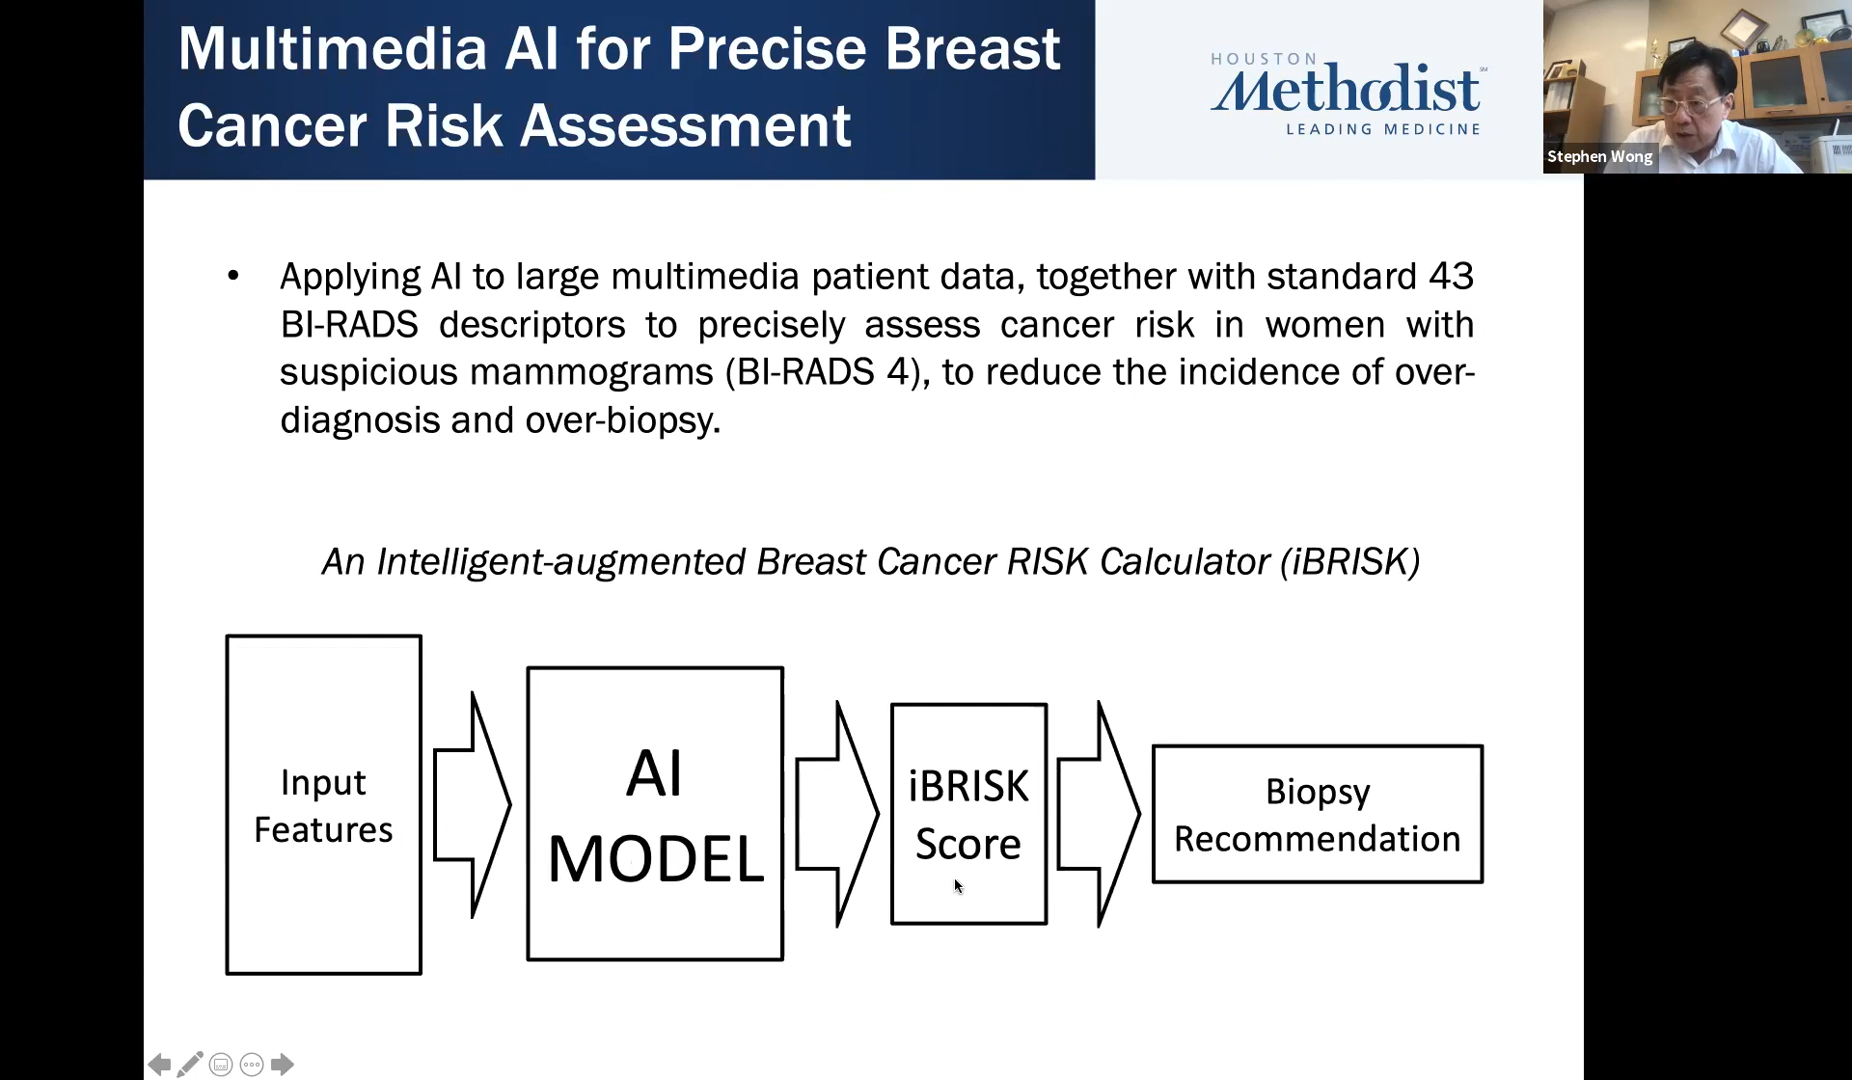 Multimedia AI for Precise Breast
Cancer Risk Assessment
HOUSTON
Methodist℠
LEADING MEDICINE
Stephen Wong
• Applying AI to large multimedia patient data, together with standard 43
BI-RADS descriptors to precisely assess cancer risk in women with
suspicious mammograms (BI-RADS 4), to reduce the incidence of over-
diagnosis and over-biopsy.
An Intelligent-augmented Breast Cancer RISK Calculator (iBRISK)
Input
Features
AI
MODEL
iBRISK
Score
Biopsy
Recommendation